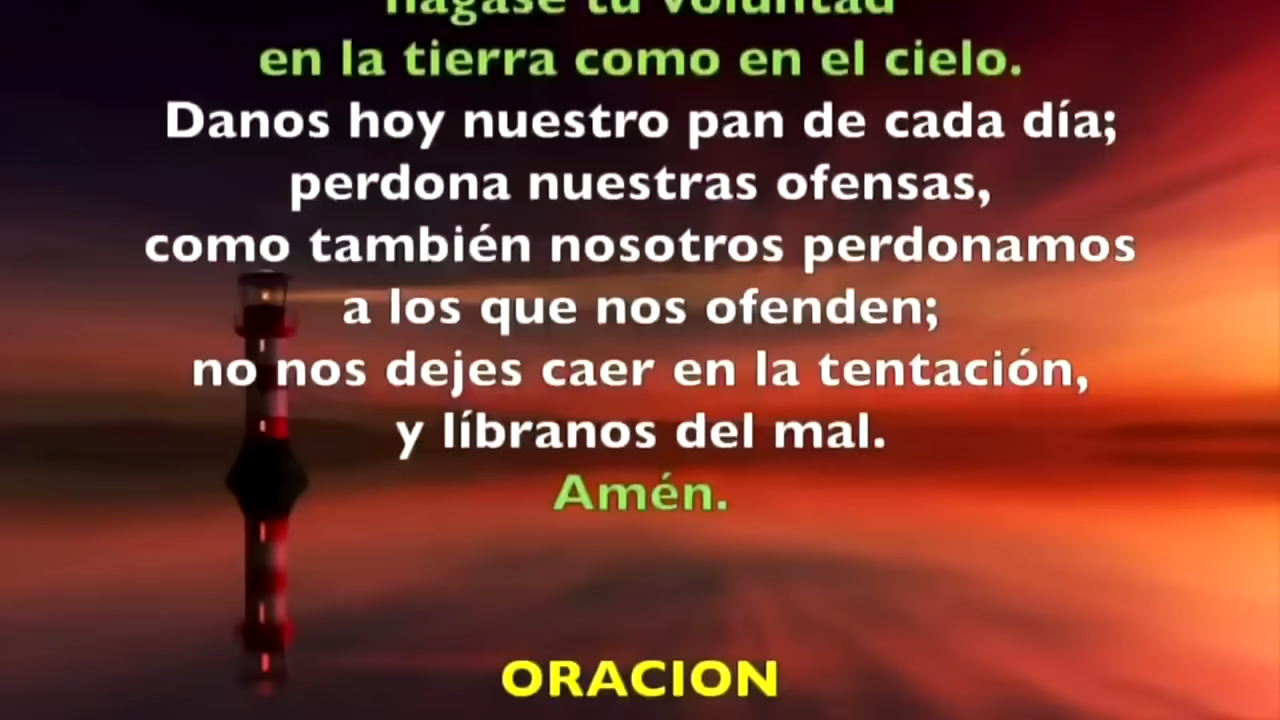 hágase tu voluntad
en la tierra como en el cielo.
Danos hoy nuestro pan de cada día;
perdona nuestras ofensas,
como también nosotros perdonamos
a los que nos ofenden;
no nos dejes caer en la tentación,
y líbranos del mal.
Amén.
ORACION